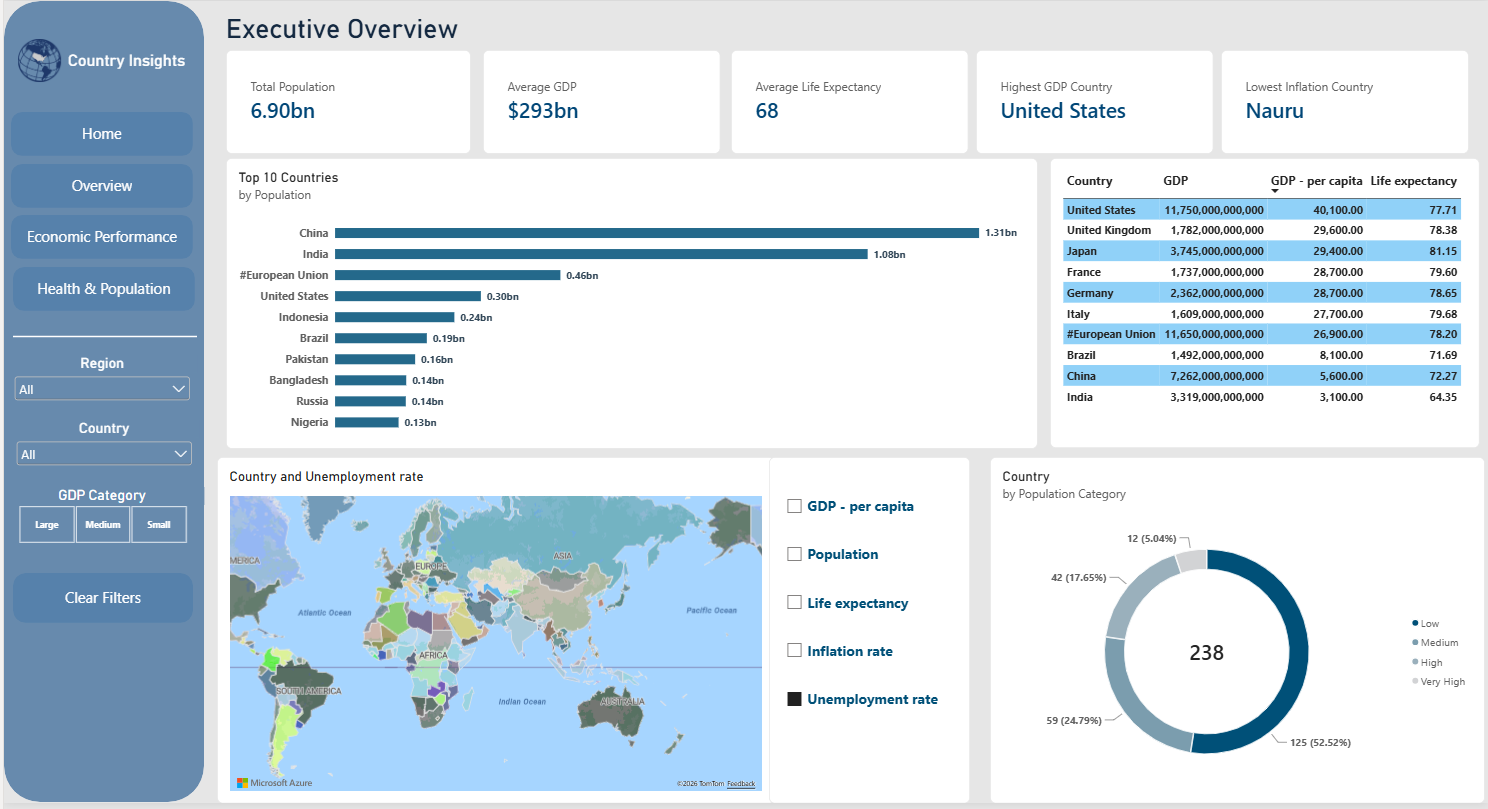 Executive Overview
Country Insights
Home
Overview
Economic Performance
Health & Population
Region
All
Country
All
GDP Category
Large Medium Small
Clear Filters
Total Population
6.90bn
Average GDP
$293bn
Average Life Expectancy
68
Highest GDP Country
United States
Lowest Inflation Country
Nauru
Top 10 Countries
by Population
China 1.31bn
India 1.08bn
#European Union 0.46bn
United States 0.30bn
Indonesia 0.24bn
Brazil 0.19bn
Pakistan 0.16bn
Bangladesh 0.14bn
Russia 0.14bn
Nigeria 0.13bn
Country GDP GDP - per capita Life expectancy
United States 11,750,000,000,000 40,100.00 77.71
United Kingdom 1,782,000,000,000 29,600.00 78.38
Japan 3,745,000,000,000 29,400.00 81.15
France 1,737,000,000,000 28,700.00 79.60
Germany 2,362,000,000,000 28,700.00 78.65
Italy 1,609,000,000,000 27,700.00 79.68
#European Union 11,650,000,000,000 26,900.00 78.20
Brazil 1,492,000,000,000 8,100.00 71.69
China 7,262,000,000,000 5,600.00 72.27
India 3,319,000,000,000 3,100.00 64.35
Country and Unemployment rate
MERICA
EUROPE
ASIA
Atlantic Ocean
Pacific Ocean
AFRICA
SOUTH AMERICA
Indian Ocean
AUSTRALIA
Microsoft Azure
©2026 TomTom Feedback
GDP - per capita
Population
Life expectancy
Inflation rate
Unemployment rate
Country
by Population Category
12 (5.04%)
42 (17.65%)
238
59 (24.79%)
125 (52.52%)
Low
Medium
High
Very High